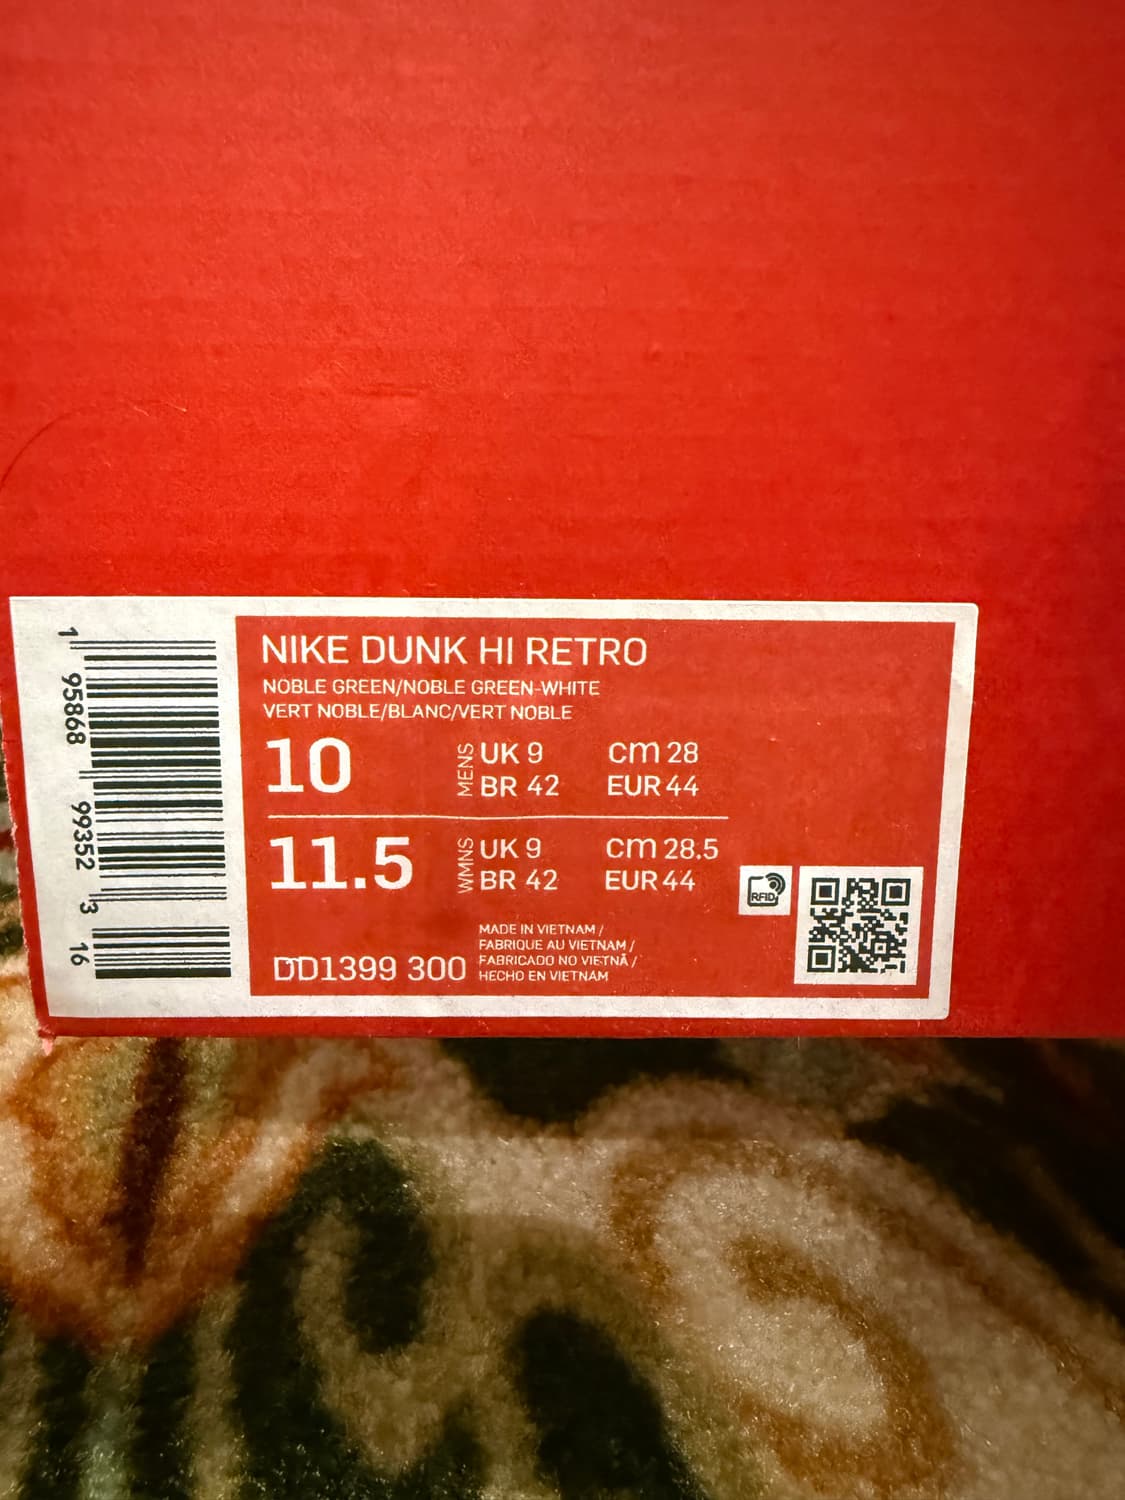 1 95868 99352 3 16
NIKE DUNK HI RETRO
NOBLE GREEN/NOBLE GREEN-WHITE
VERT NOBLE/BLANC/VERT NOBLE
10 MENS UK 9 cm 28
BR 42 EUR 44
11.5 WMNS UK 9 cm 28.5
BR 42 EUR 44
RFID
MADE IN VIETNAM /
FABRIQUE AU VIETNAM /
FABRICADO NO VIETNÃ /
HECHO EN VIETNAM
DD1399 300